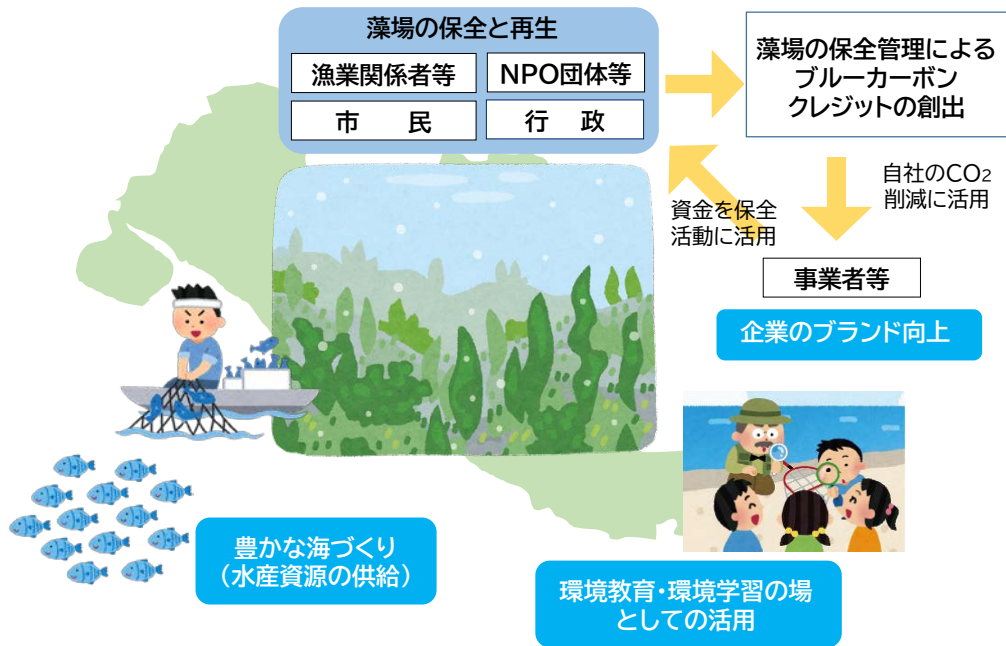 藻場の保全と再生
漁業関係者等
NPO団体等
市　　民
行　政
藻場の保全管理による
ブルーカーボン
クレジットの創出
自社のCO₂
削減に活用
資金を保全
活動に活用
事業者等
企業のブランド向上
豊かな海づくり
（水産資源の供給）
環境教育・環境学習の場
としての活用